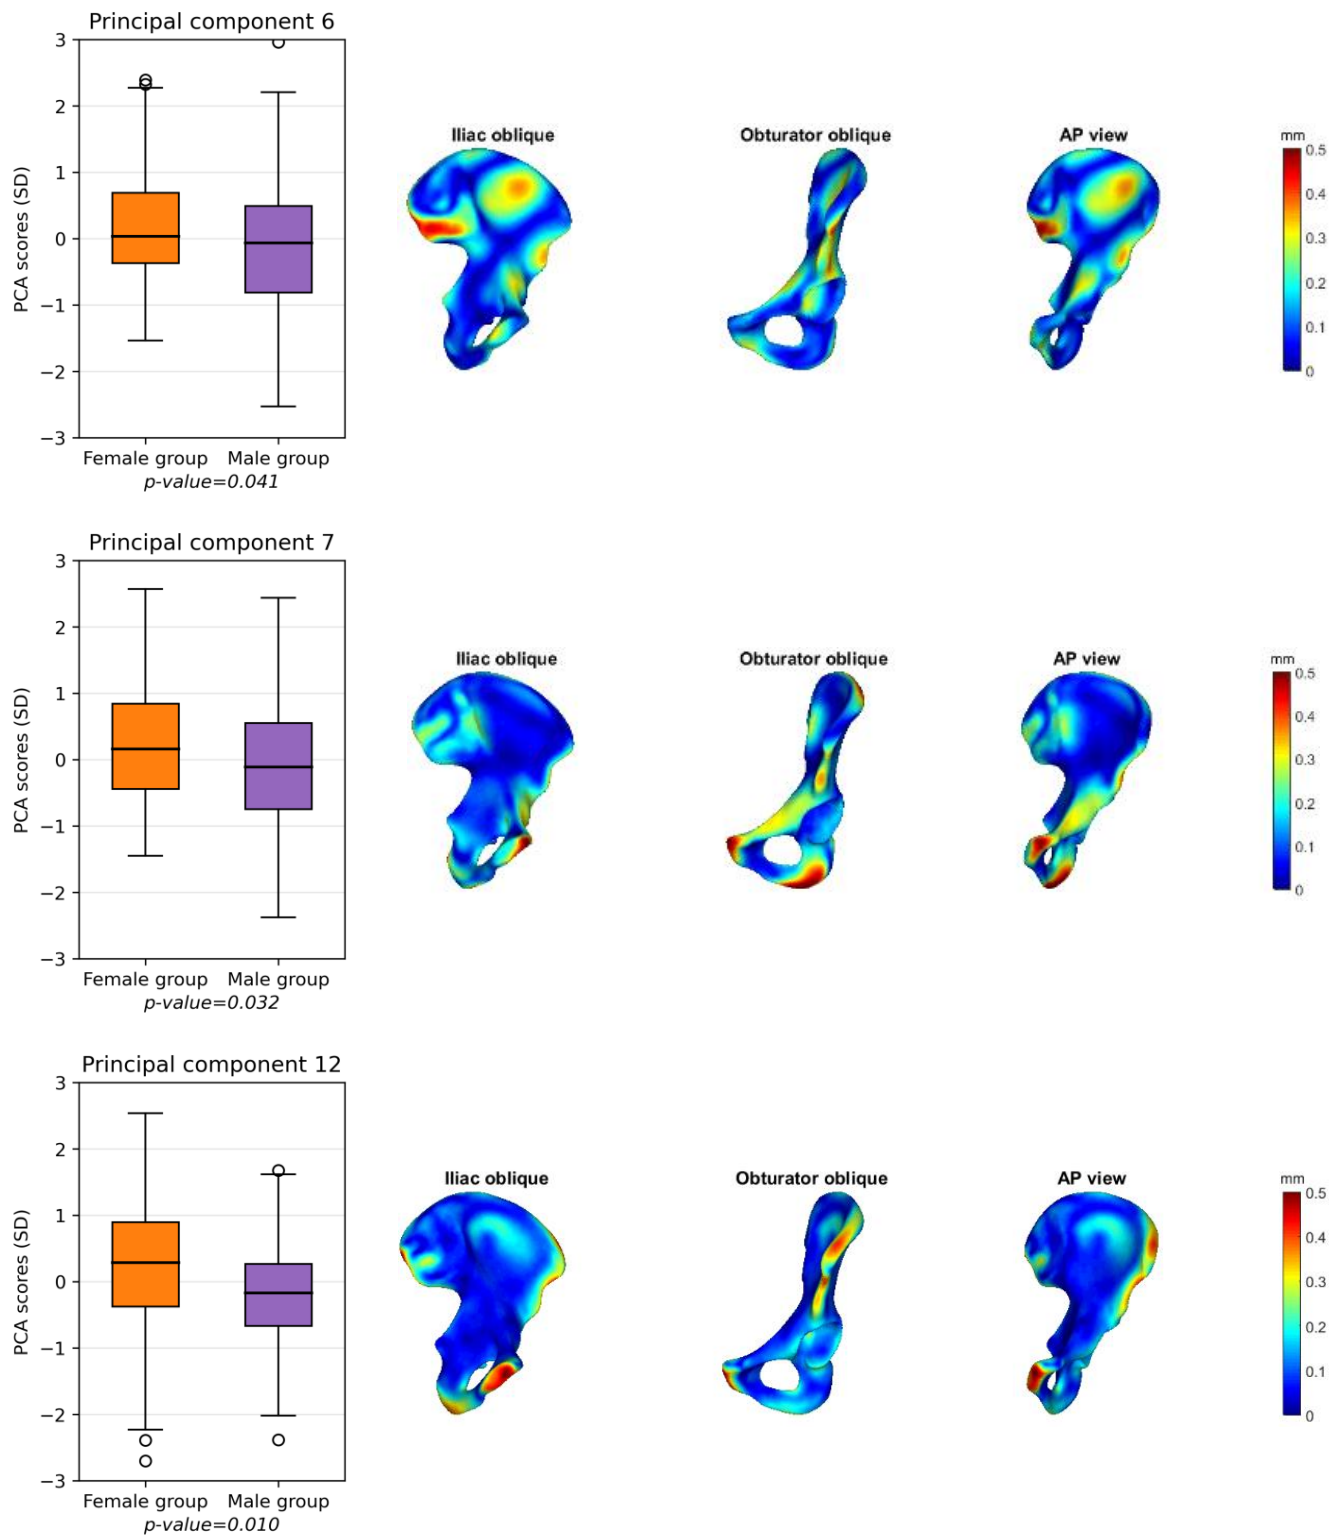 Principal component 6
3
2
1
0
−1
−2
−3
PCA scores (SD)
Female group Male group
p-value=0.041
Iliac oblique
Obturator oblique
AP view
mm
0.5
0.4
0.3
0.2
0.1
0
Principal component 7
3
2
1
0
−1
−2
−3
PCA scores (SD)
Female group Male group
p-value=0.032
Iliac oblique
Obturator oblique
AP view
mm
0.5
0.4
0.3
0.2
0.1
0
Principal component 12
3
2
1
0
−1
−2
−3
PCA scores (SD)
Female group Male group
p-value=0.010
Iliac oblique
Obturator oblique
AP view
mm
0.5
0.4
0.3
0.2
0.1
0